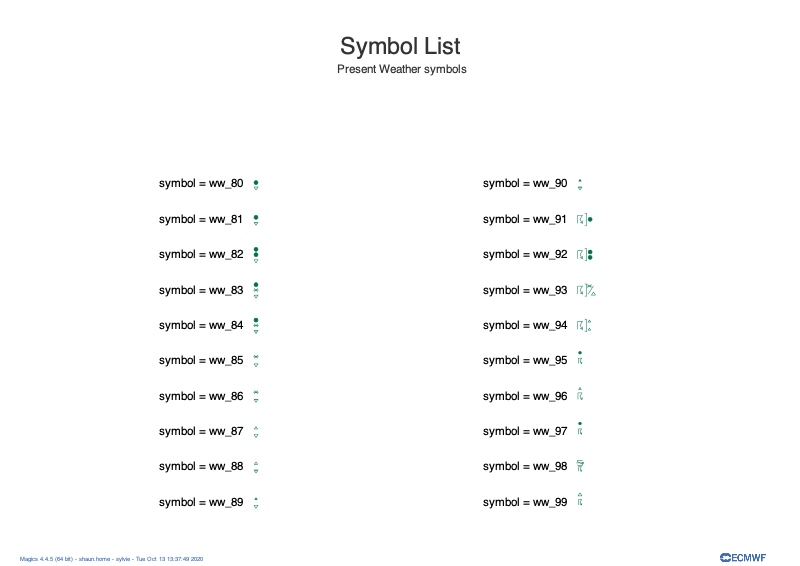 Symbol List
Present Weather symbols
symbol = ww_80
symbol = ww_81
symbol = ww_82
symbol = ww_83
symbol = ww_84
symbol = ww_85
symbol = ww_86
symbol = ww_87
symbol = ww_88
symbol = ww_89
symbol = ww_90
symbol = ww_91
symbol = ww_92
symbol = ww_93
symbol = ww_94
symbol = ww_95
symbol = ww_96
symbol = ww_97
symbol = ww_98
symbol = ww_99
Magics 4.4.5 (64 bit) - shaun.home - sylvie - Tue Oct 13 13:37:49 2020
ECMWF